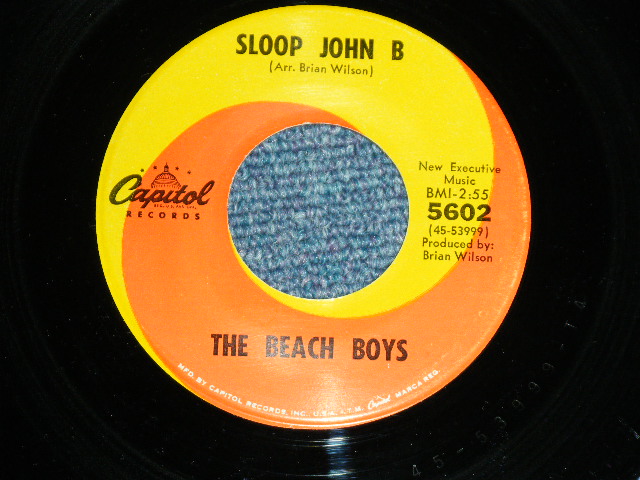 SLOOP JOHN B
(Arr. Brian Wilson)
Capitol
RECORDS
New Executive
Music
BMI-2:55
5602
(45-53999)
Produced by:
Brian Wilson
THE BEACH BOYS
MFD. BY CAPITOL RECORDS, INC. U.S.A. T.M. Capitol MARCA REG.